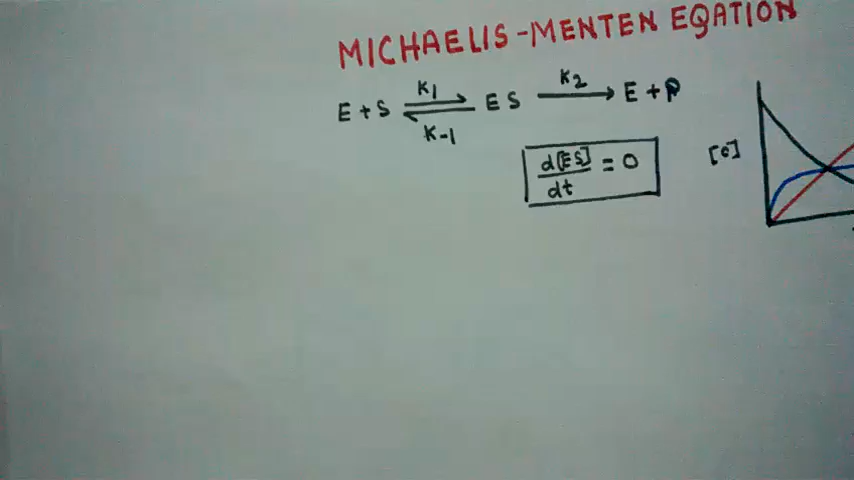 MICHAELIS-MENTEN EQATION
E + S ⇌ ES → E + P
K1
K-1
K2
d[ES]/dt = 0
[C]